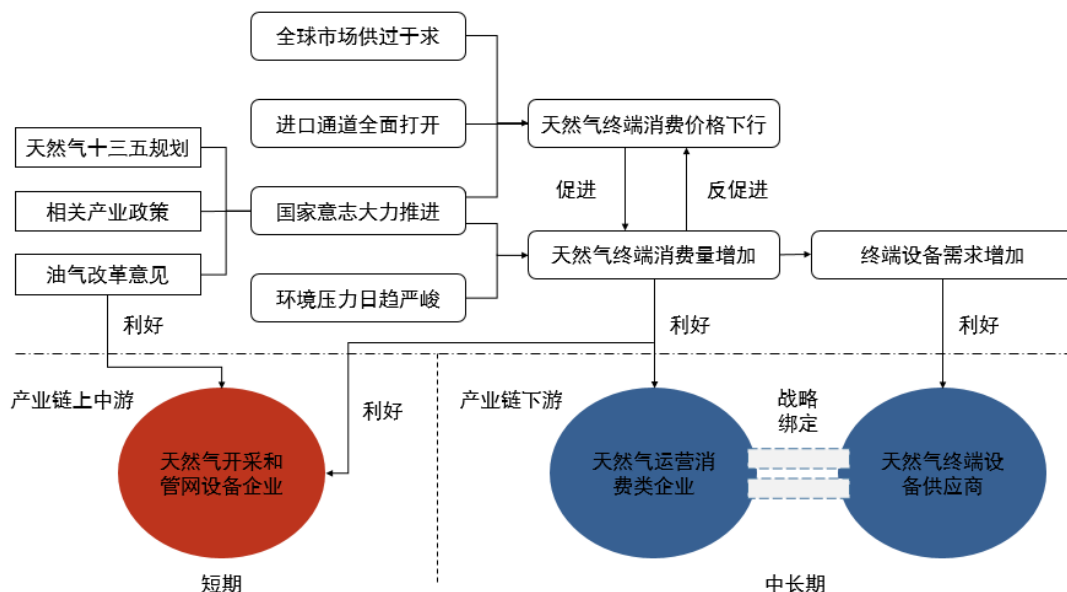 全球市场供过于求
进口通道全面打开
天然气终端消费价格下行
天然气十三五规划
促进
反促进
相关产业政策
国家意志大力推进
油气改革意见
天然气终端消费量增加
终端设备需求增加
环境压力日趋严峻
利好
利好
利好
产业链上中游
利好
产业链下游
战略
绑定
天然气开采和
管网设备企业
天然气运营消
费类企业
天然气终端设
备供应商
短期
中长期